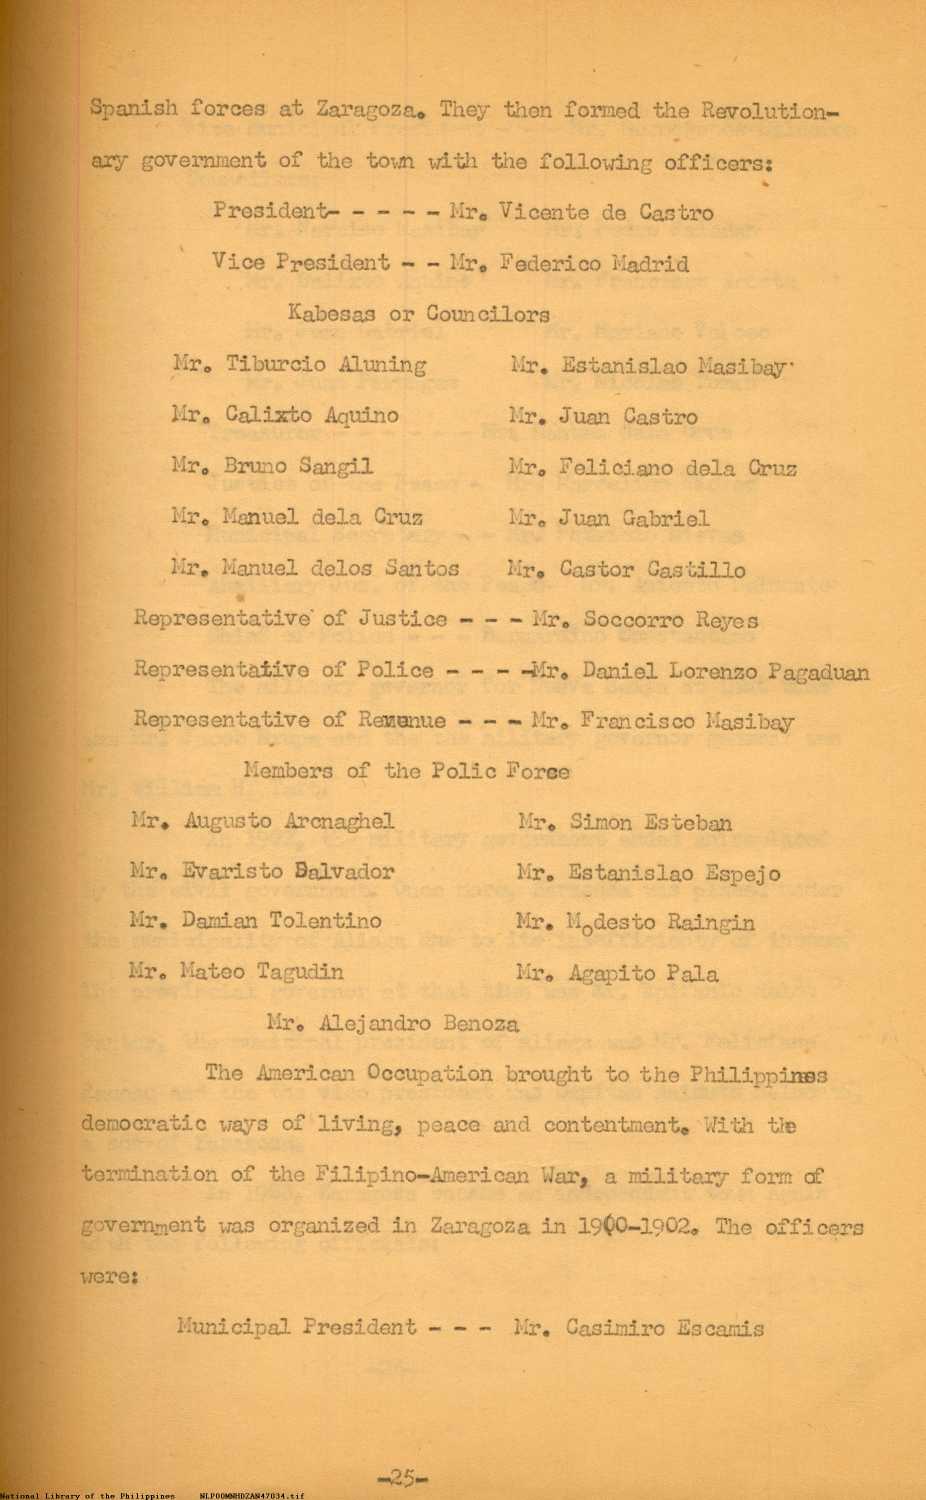 Spanish forces at Zaragoza. They then formed the Revolution-
ary government of the town with the following officers:
President- - - - - Mr. Vicente de Castro
Vice President - - Mr. Federico Madrid
Kabesas or Councilors
Mr. Tiburcio Aluning Mr. Estanislao Masibay
Mr. Calixto Aquino Mr. Juan Castro
Mr. Bruno Sangil Mr. Feliciano dela Cruz
Mr. Manuel dela Cruz Mr. Juan Gabriel
Mr. Manuel delos Santos Mr. Castor Castillo
Representative of Justice - - - Mr. Soccorro Reyes
Representative of Police - - - -Mr. Daniel Lorenzo Pagaduan
Representative of Revenue - - - Mr. Francisco Masibay
Members of the Polic Force
Mr. Augusto Arcnaghel Mr. Simon Esteban
Mr. Evaristo Salvador Mr. Estanislao Espejo
Mr. Damian Tolentino Mr. Modesto Raingin
Mr. Mateo Tagudin Mr. Agapito Pala
Mr. Alejandro Benoza
The American Occupation brought to the Philippines
democratic ways of living, peace and contentment. With the
termination of the Filipino-American War, a military form of
government was organized in Zaragoza in 1900-1902. The officers
were:
Municipal President - - - Mr. Casimiro Escamis
-25-
National Library of the Philippines NLP00MNHDZAN47034.tif